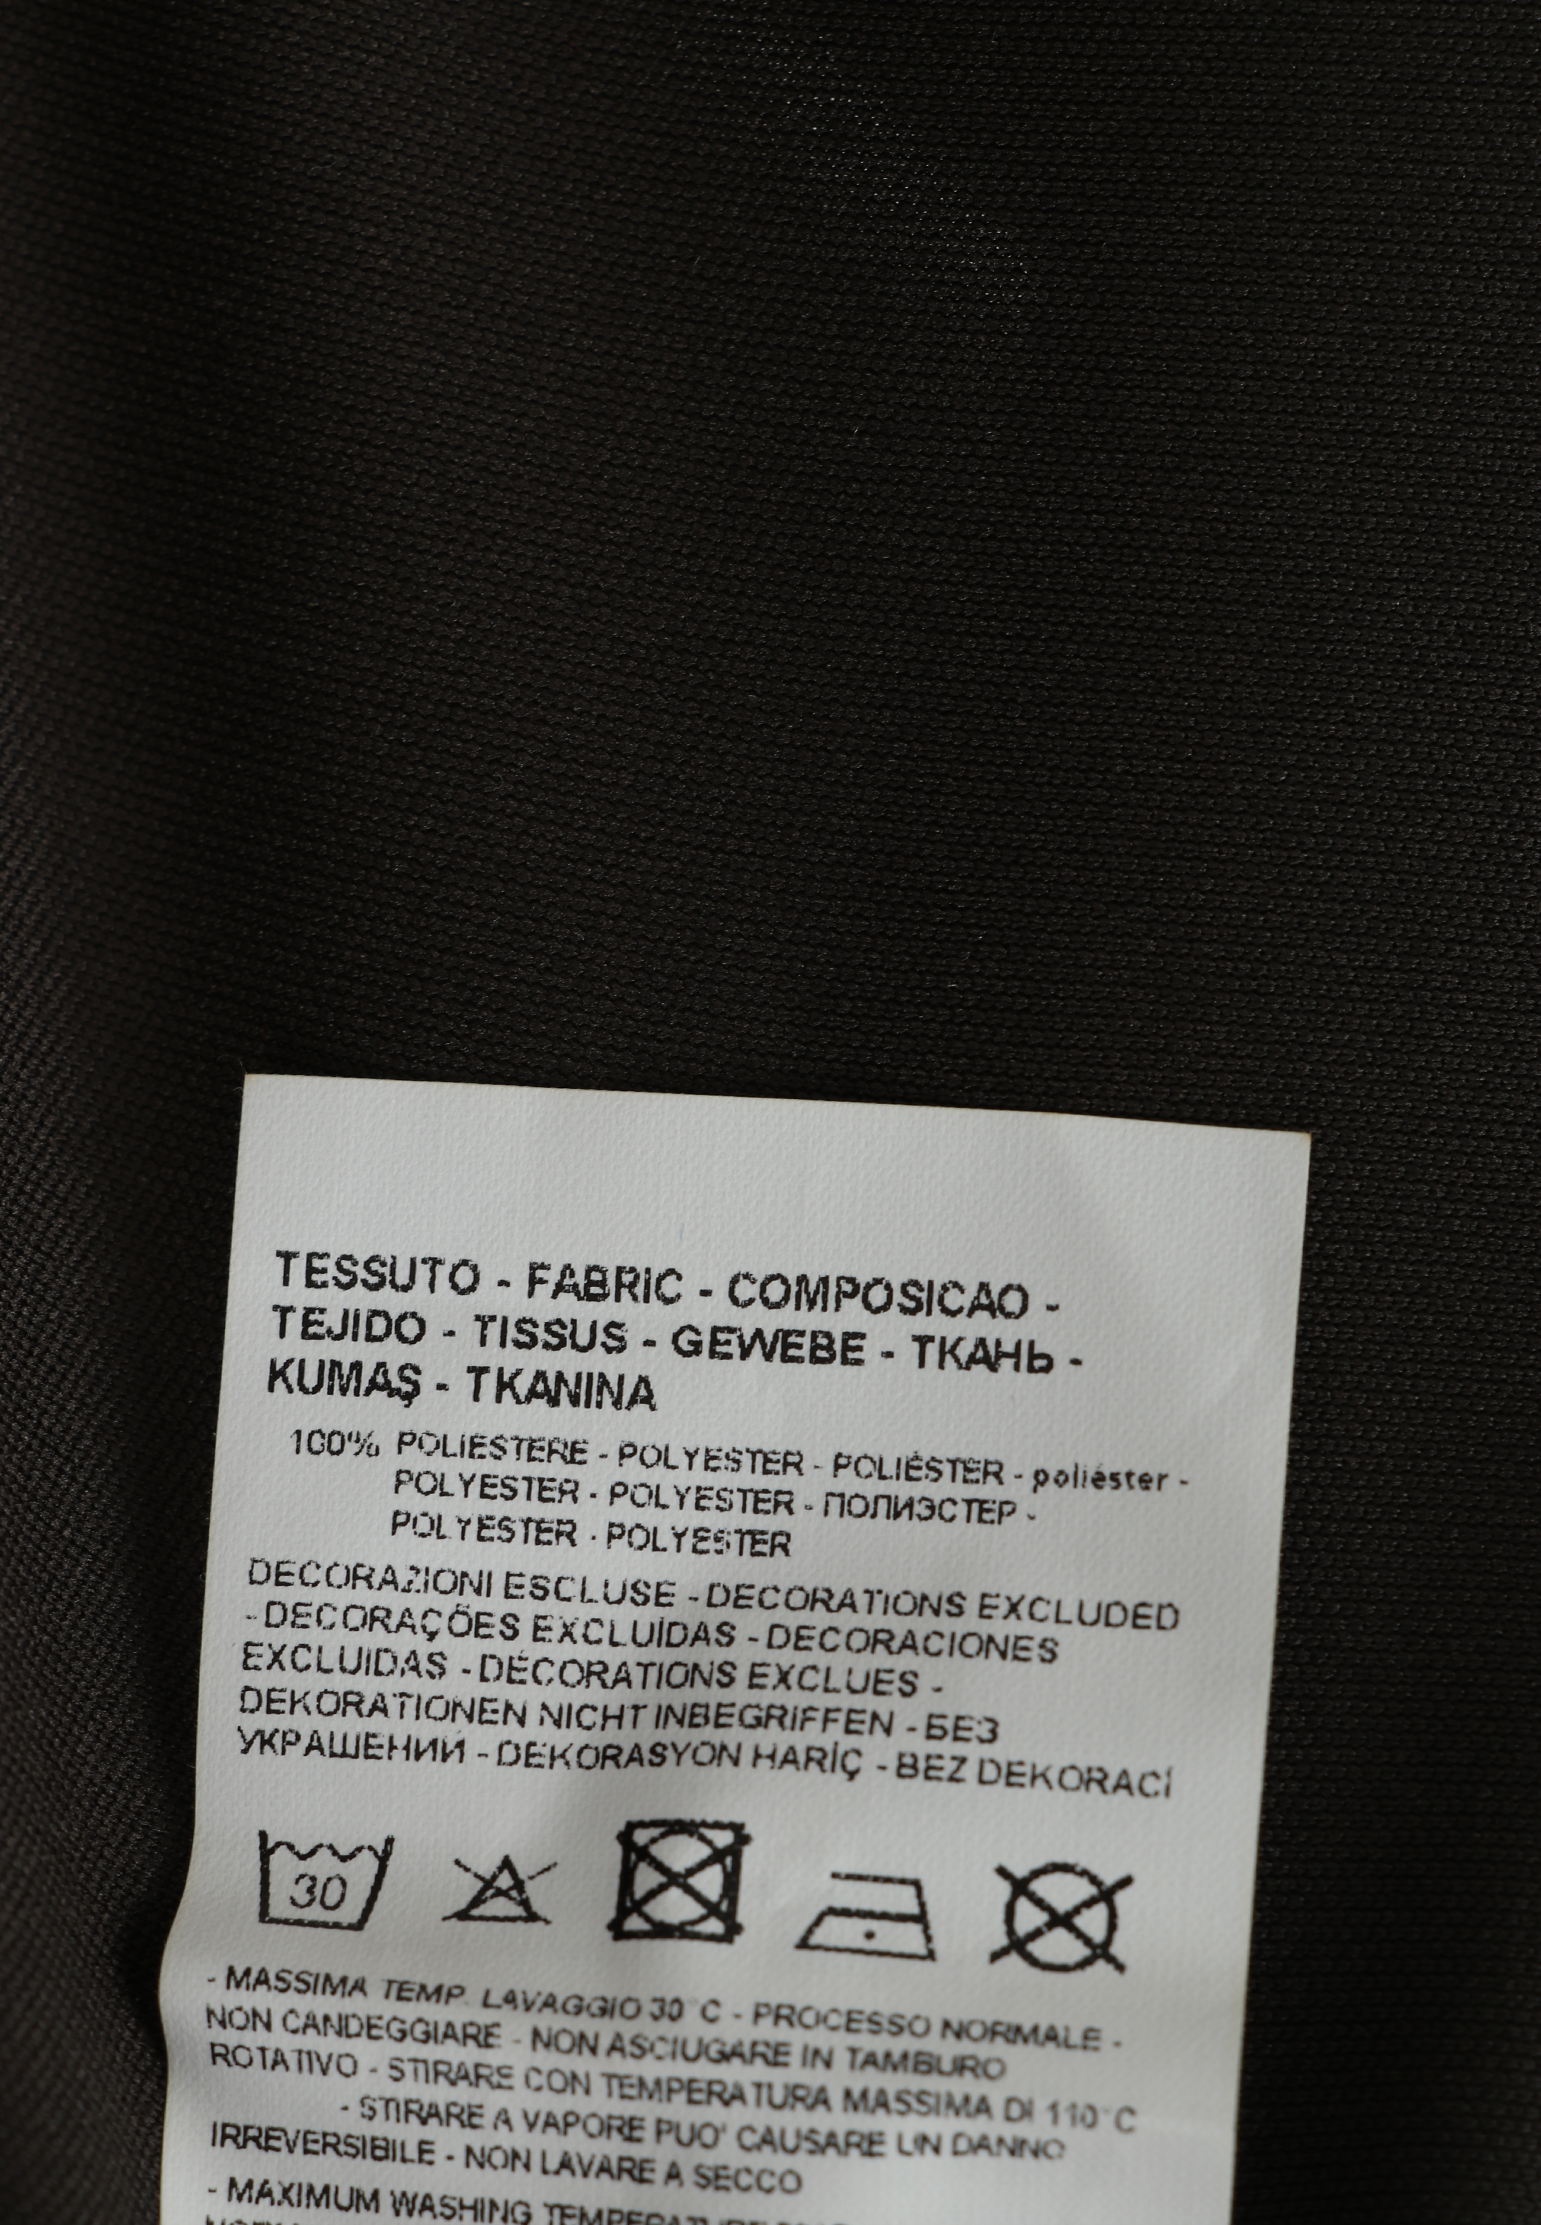 TESSUTO - FABRIC - COMPOSICAO -
TEJIDO - TISSUS - GEWEBE - ТКАНЬ -
KUMAŞ - TKANINA
100% POLIESTERE - POLYESTER - POLIÉSTER - poliéster -
POLYESTER - POLYESTER - ПОЛИЭСТЕР -
POLYESTER - POLYESTER
DECORAZIONI ESCLUSE - DECORATIONS EXCLUDED
- DECORAÇÕES EXCLUÍDAS - DECORACIONES
EXCLUIDAS - DÉCORATIONS EXCLUES -
DEKORATIONEN NICHT INBEGRIFFEN - БЕЗ
УКРАШЕНИЙ - DEKORASYON HARİÇ - BEZ DEKORACÍ
30
- MASSIMA TEMP. LAVAGGIO 30°C - PROCESSO NORMALE -
NON CANDEGGIARE - NON ASCIUGARE IN TAMBURO
ROTATIVO - STIRARE CON TEMPERATURA MASSIMA DI 110°C
- STIRARE A VAPORE PUO' CAUSARE UN DANNO
IRREVERSIBILE - NON LAVARE A SECCO
- MAXIMUM WASHING TEMPERATURE